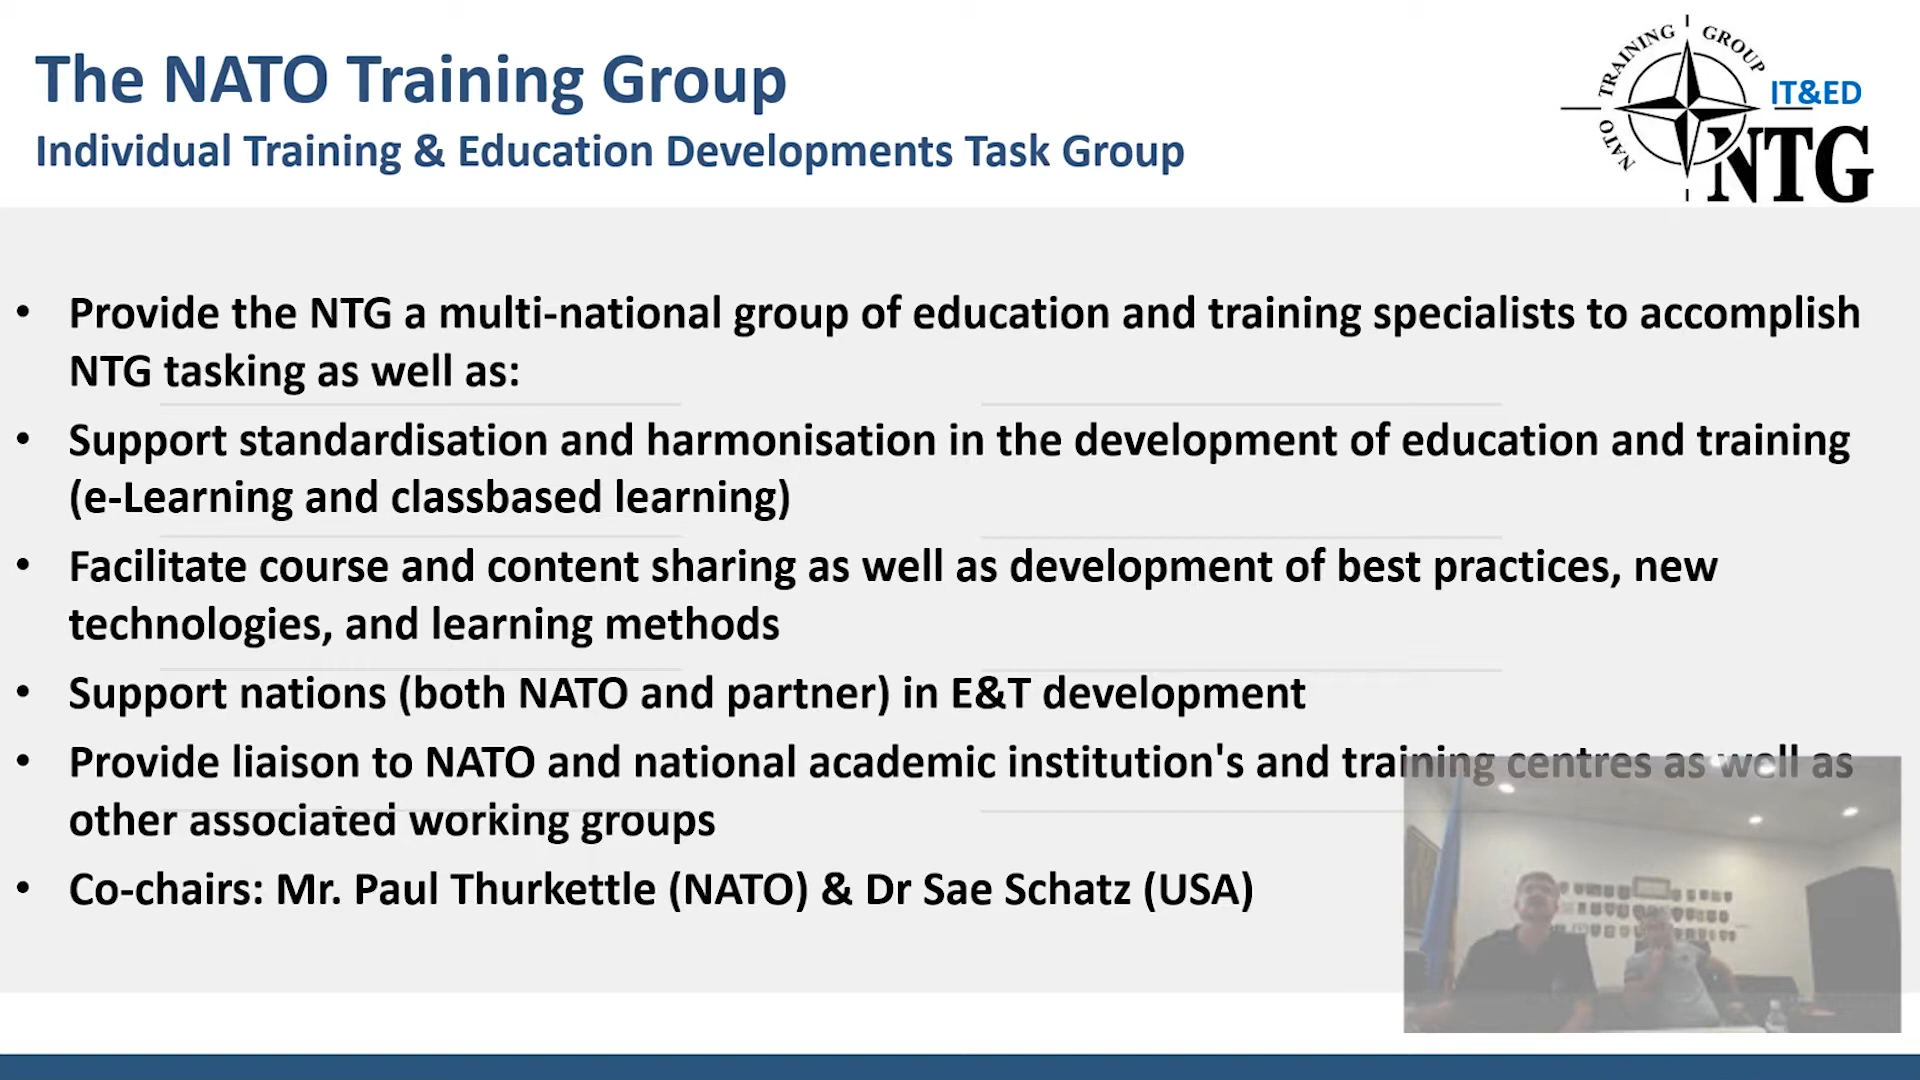 The NATO Training Group
Individual Training & Education Developments Task Group
NATO TRAINING GROUP
IT&ED
NTG
• Provide the NTG a multi-national group of education and training specialists to accomplish
NTG tasking as well as:
• Support standardisation and harmonisation in the development of education and training
(e-Learning and classbased learning)
• Facilitate course and content sharing as well as development of best practices, new
technologies, and learning methods
• Support nations (both NATO and partner) in E&T development
• Provide liaison to NATO and national academic institution's and training centres as well as
other associated working groups
• Co-chairs: Mr. Paul Thurkettle (NATO) & Dr Sae Schatz (USA)